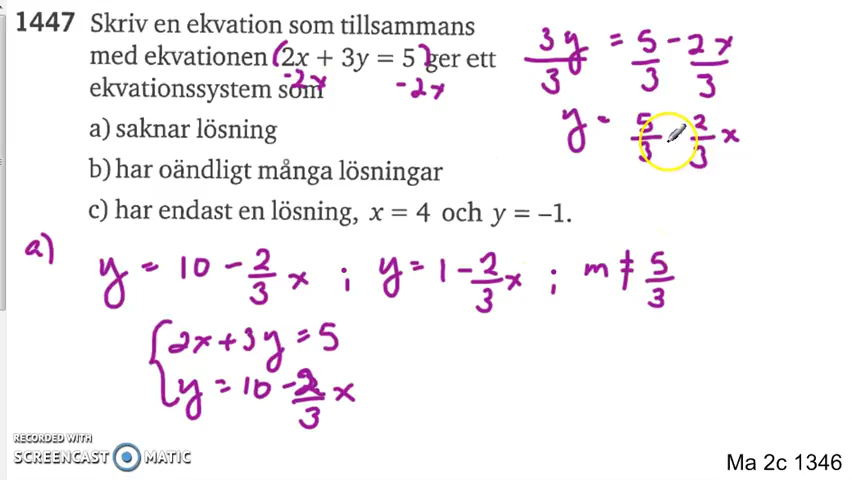 1447 Skriv en ekvation som tillsammans
med ekvationen (2x + 3y = 5) ger ett
-2x -2x
ekvationssystem som
a) saknar lösning
b) har oändligt många lösningar
c) har endast en lösning, x = 4 och y = –1.
3y/3 = 5/3 - 2x/3
y = 5/3 - 2/3 x
a) y = 10 - 2/3 x ; y = 1 - 2/3 x ; m ≠ 5/3
2x + 3y = 5
y = 10 - 2/3 x
RECORDED WITH
SCREENCAST MATIC
Ma 2c 1346